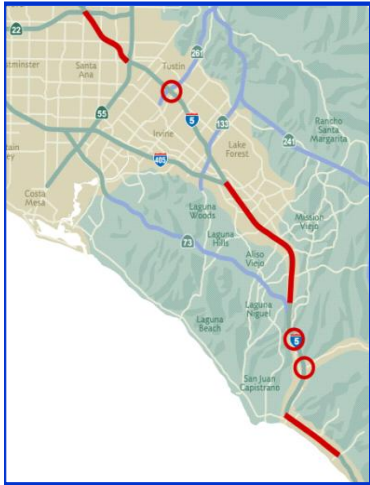 22
tminster
Santa
Ana
Tustin
261
55
5
Irvine
133
Rancho
Santa
Margarita
241
Lake
Forest
405
Costa
Mesa
Laguna
Woods
Mission
Viejo
73
Laguna
Hills
Aliso
Viejo
Laguna
Niguel
Laguna
Beach
5
San Juan
Capistrano